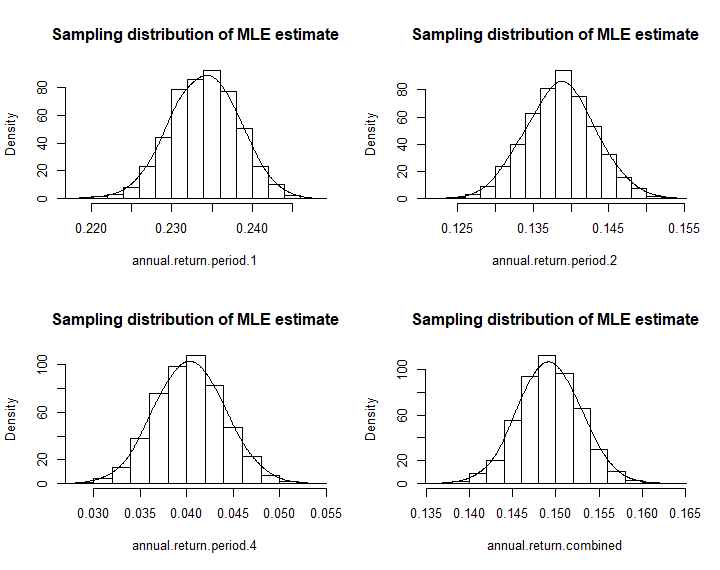 Sampling distribution of MLE estimate
Density
0 20 40 60 80
0.220 0.230 0.240
annual.return.period.1
Sampling distribution of MLE estimate
Density
0 20 40 60 80
0.125 0.135 0.145 0.155
annual.return.period.2
Sampling distribution of MLE estimate
Density
0 20 60 100
0.030 0.035 0.040 0.045 0.050 0.055
annual.return.period.4
Sampling distribution of MLE estimate
Density
0 20 60 100
0.135 0.140 0.145 0.150 0.155 0.160 0.165
annual.return.combined